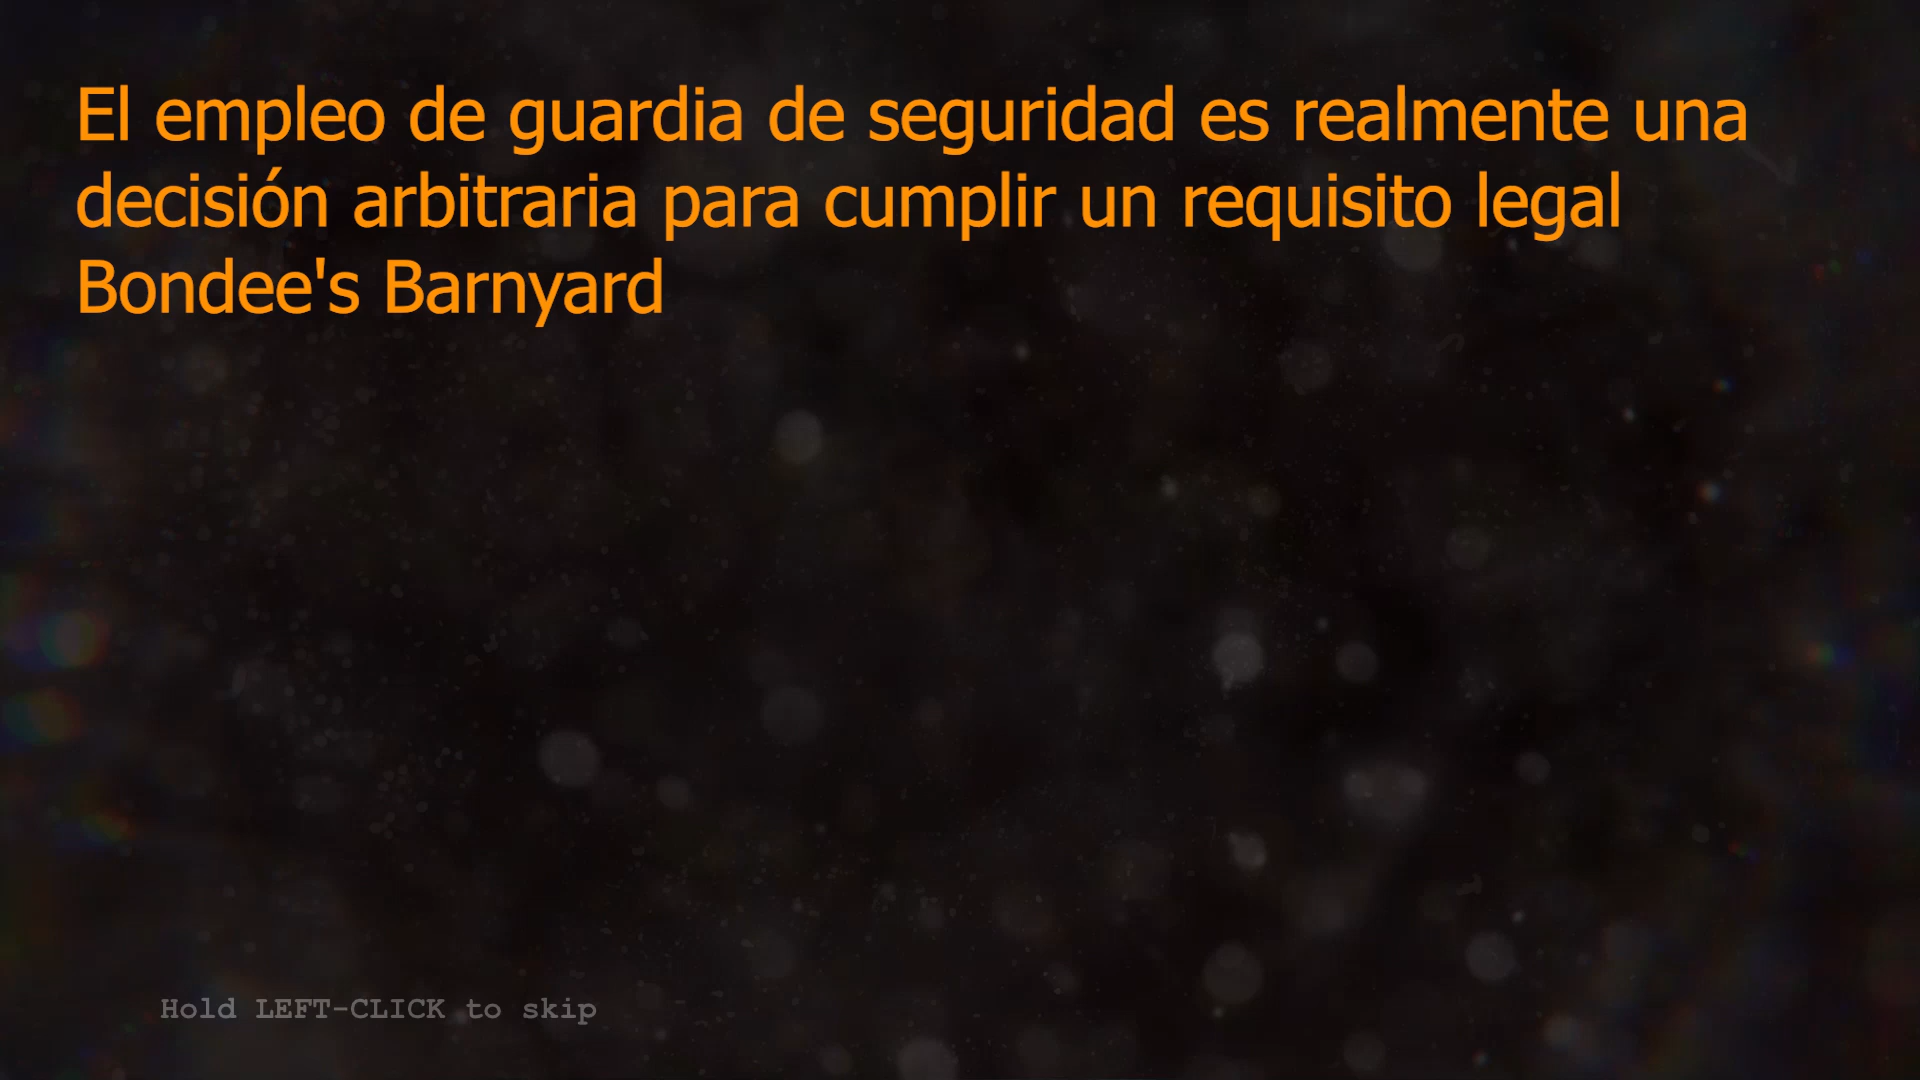 El empleo de guardia de seguridad es realmente una
decisión arbitraria para cumplir un requisito legal
Bondee's Barnyard
Hold LEFT-CLICK to skip